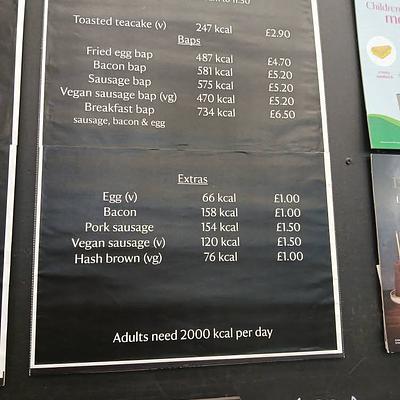 Toasted teacake (v) 247 kcal £2.90
Baps
Fried egg bap 487 kcal £4.70
Bacon bap 581 kcal £5.20
Sausage bap 575 kcal £5.20
Vegan sausage bap (vg) 470 kcal £5.20
Breakfast bap 734 kcal £6.50
sausage, bacon & egg
Extras
Egg (v) 66 kcal £1.00
Bacon 158 kcal £1.00
Pork sausage 154 kcal £1.50
Vegan sausage (v) 120 kcal £1.50
Hash brown (vg) 76 kcal £1.00
Adults need 2000 kcal per day
Children